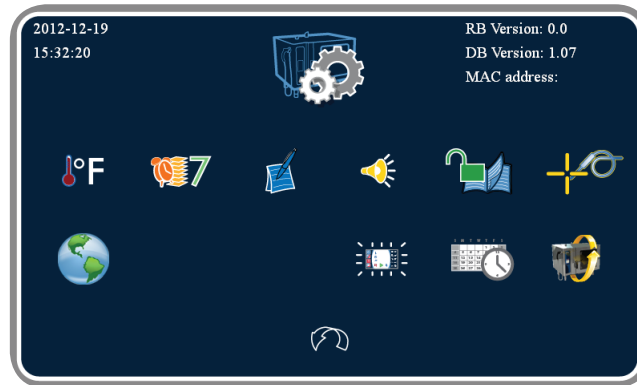 2012-12-19
15:32:20
RB Version: 0.0
DB Version: 1.07
MAC address:
°F
7